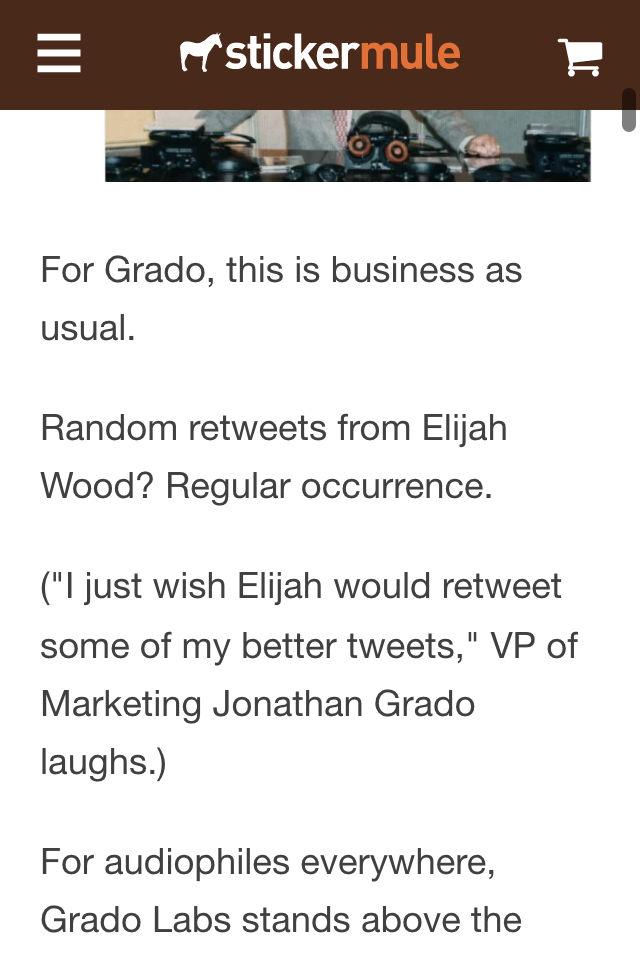 stickermule
For Grado, this is business as
usual.
Random retweets from Elijah
Wood? Regular occurrence.
("I just wish Elijah would retweet
some of my better tweets," VP of
Marketing Jonathan Grado
laughs.)
For audiophiles everywhere,
Grado Labs stands above the